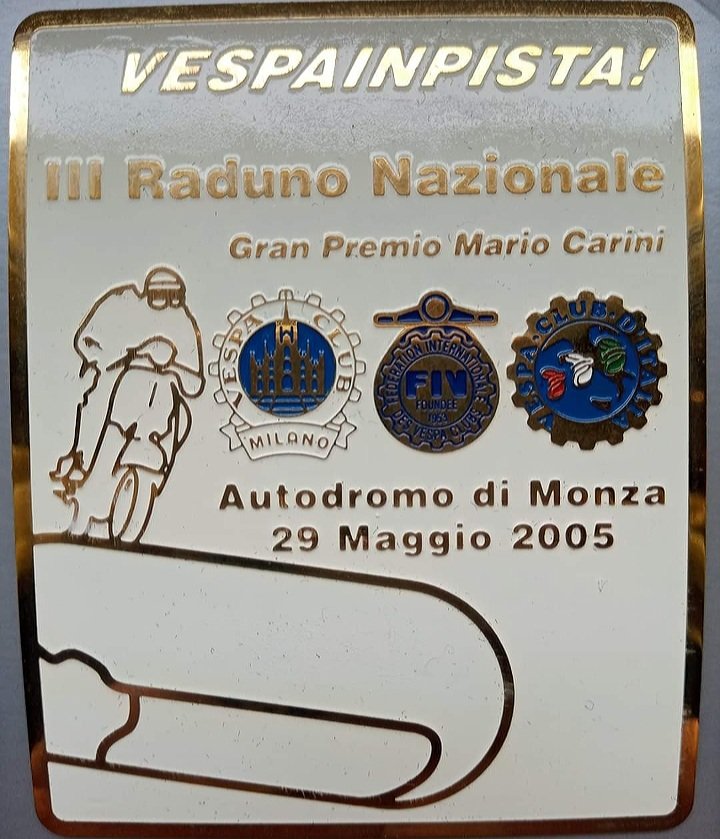 VESPAINPISTA!
III Raduno Nazionale
Gran Premio Mario Carini
VESPA CLUB
MILANO
FEDERATION INTERNATIONALE
FIV
FOUNDEE
1953
DES VESPA CLUBS
VESPA·CLUB·D'ITALIA
Autodromo di Monza
29 Maggio 2005